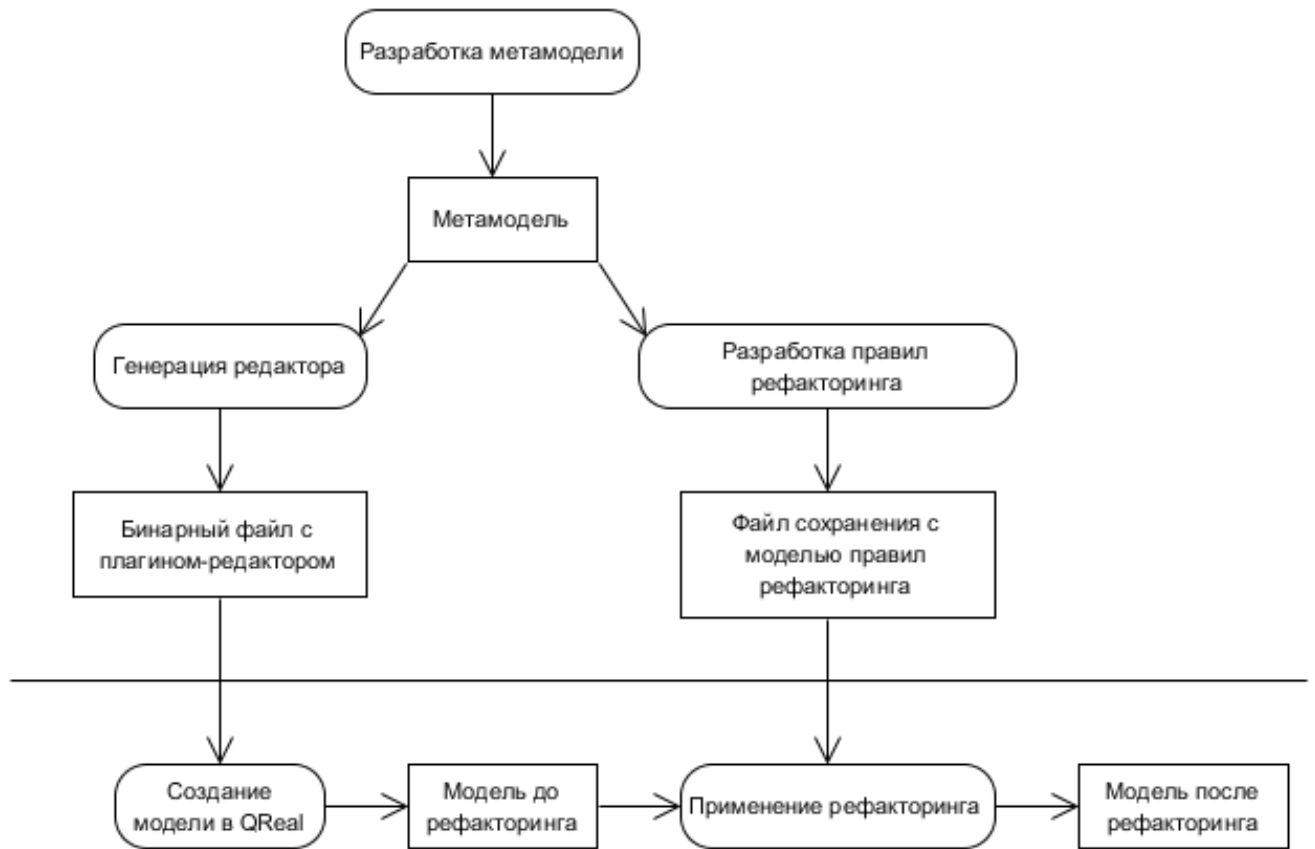 Разработка метамодели
Метамодель
Генерация редактора
Разработка правил
рефакторинга
Бинарный файл с
плагином-редактором
Файл сохранения с
моделью правил
рефакторинга
Создание
модели в QReal
Модель до
рефакторинга
Применение рефакторинга
Модель после
рефакторинга